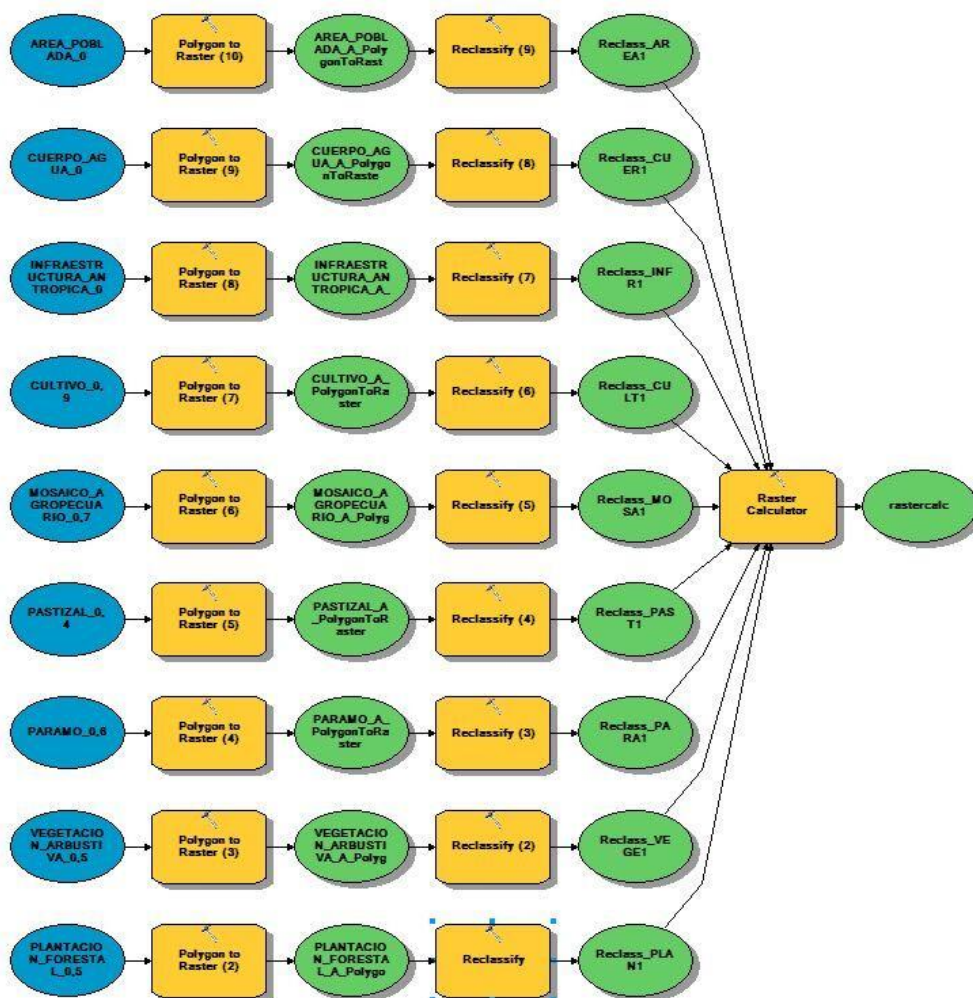 AREA_POBL
ADA_0
Polygon to
Raster (10)
AREA_POBL
ADA_A_Poly
gonToRast
Reclassify (9)
Reclass_AR
EA1
CUERPO_AG
UA_0
Polygon to
Raster (9)
CUERPO_AG
UA_A_Polygo
nToRaste
Reclassify (8)
Reclass_CU
ER1
INFRAESTR
UCTURA_AN
TROPICA_0
Polygon to
Raster (8)
INFRAESTR
UCTURA_AN
TROPICA_A_
Reclassify (7)
Reclass_INF
R1
CULTIVO_0,
9
Polygon to
Raster (7)
CULTIVO_A_
PolygonToRa
ster
Reclassify (6)
Reclass_CU
LT1
MOSAICO_A
GROPECUA
RIO_0,7
Polygon to
Raster (6)
MOSAICO_A
GROPECUA
RIO_A_Polyg
Reclassify (5)
Reclass_MO
SA1
Raster
Calculator
rastercalc
PASTIZAL_0,
4
Polygon to
Raster (5)
PASTIZAL_A
_PolygonToR
aster
Reclassify (4)
Reclass_PAS
T1
PARAMO_0,6
Polygon to
Raster (4)
PARAMO_A_
PolygonToRa
ster
Reclassify (3)
Reclass_PA
RA1
VEGETACIO
N_ARBUSTI
VA_0,5
Polygon to
Raster (3)
VEGETACIO
N_ARBUSTI
VA_A_Polyg
Reclassify (2)
Reclass_VE
GE1
PLANTACIO
N_FORESTA
L_0,5
Polygon to
Raster (2)
PLANTACIO
N_FORESTA
L_A_Polygo
Reclassify
Reclass_PLA
N1